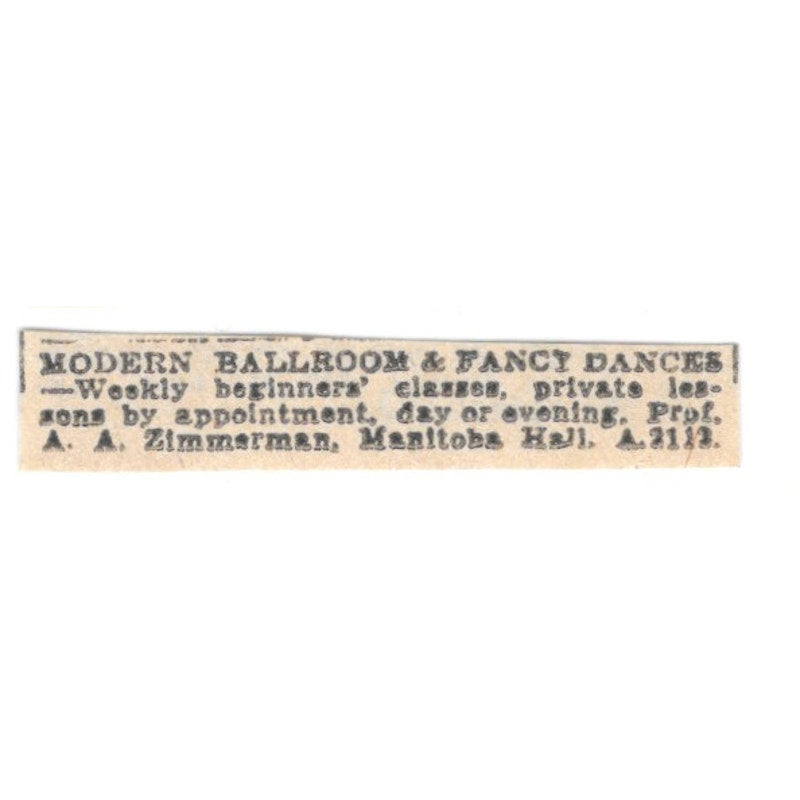 MODERN BALLROOM & FANCY DANCES
—Weekly beginners' classes, private les-
sons by appointment, day or evening. Prof.
A. A. Zimmerman, Manitoba Hall. A.2112.